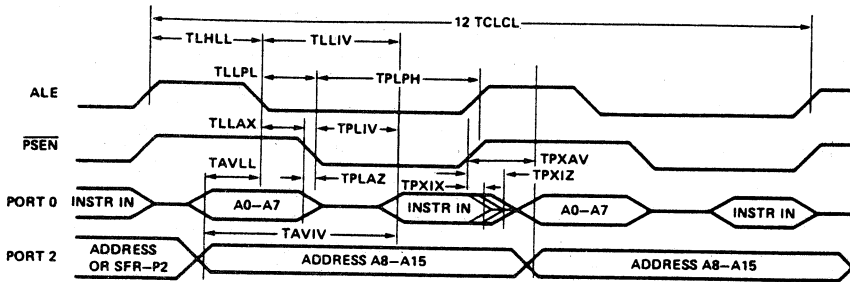 12 TCLCL
TLHLL TLLIV
TLLPL TPLPH
ALE
TLLAX TPLIV
PSEN
TAVLL TPLAZ TPXAV
TPXIX TPXIZ
PORT 0 INSTR IN A0–A7 INSTR IN A0–A7 INSTR IN
TAVIV
PORT 2 ADDRESS OR SFR–P2 ADDRESS A8–A15 ADDRESS A8–A15